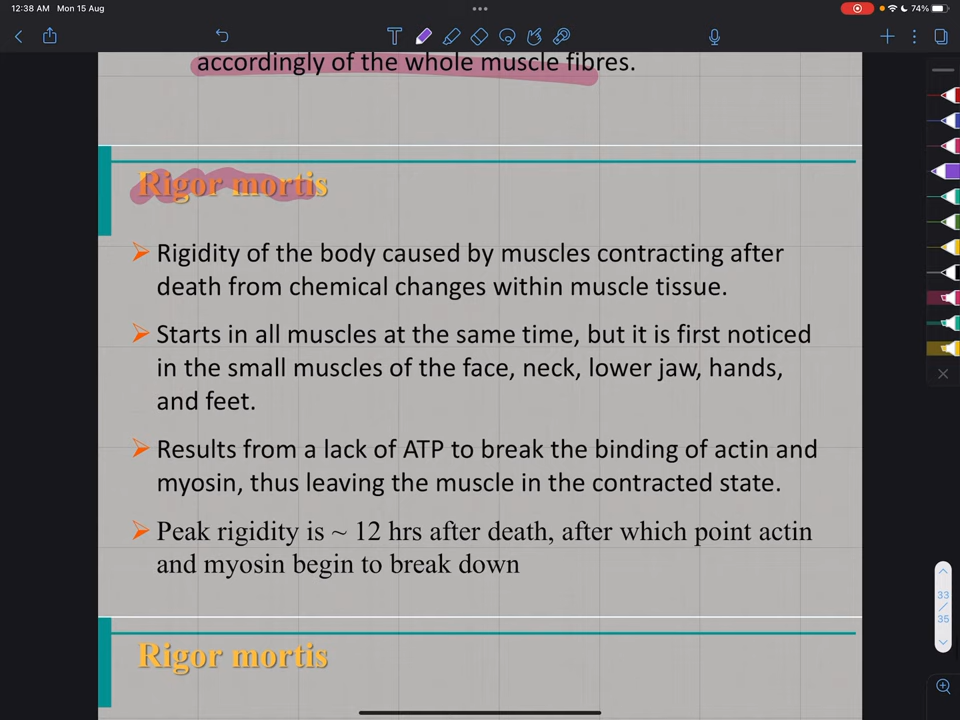 12:38 AM Mon 15 Aug
74%
accordingly of the whole muscle fibres.
Rigor mortis
Rigidity of the body caused by muscles contracting after
death from chemical changes within muscle tissue.
Starts in all muscles at the same time, but it is first noticed
in the small muscles of the face, neck, lower jaw, hands,
and feet.
Results from a lack of ATP to break the binding of actin and
myosin, thus leaving the muscle in the contracted state.
Peak rigidity is ~ 12 hrs after death, after which point actin
and myosin begin to break down
33
/
35
Rigor mortis